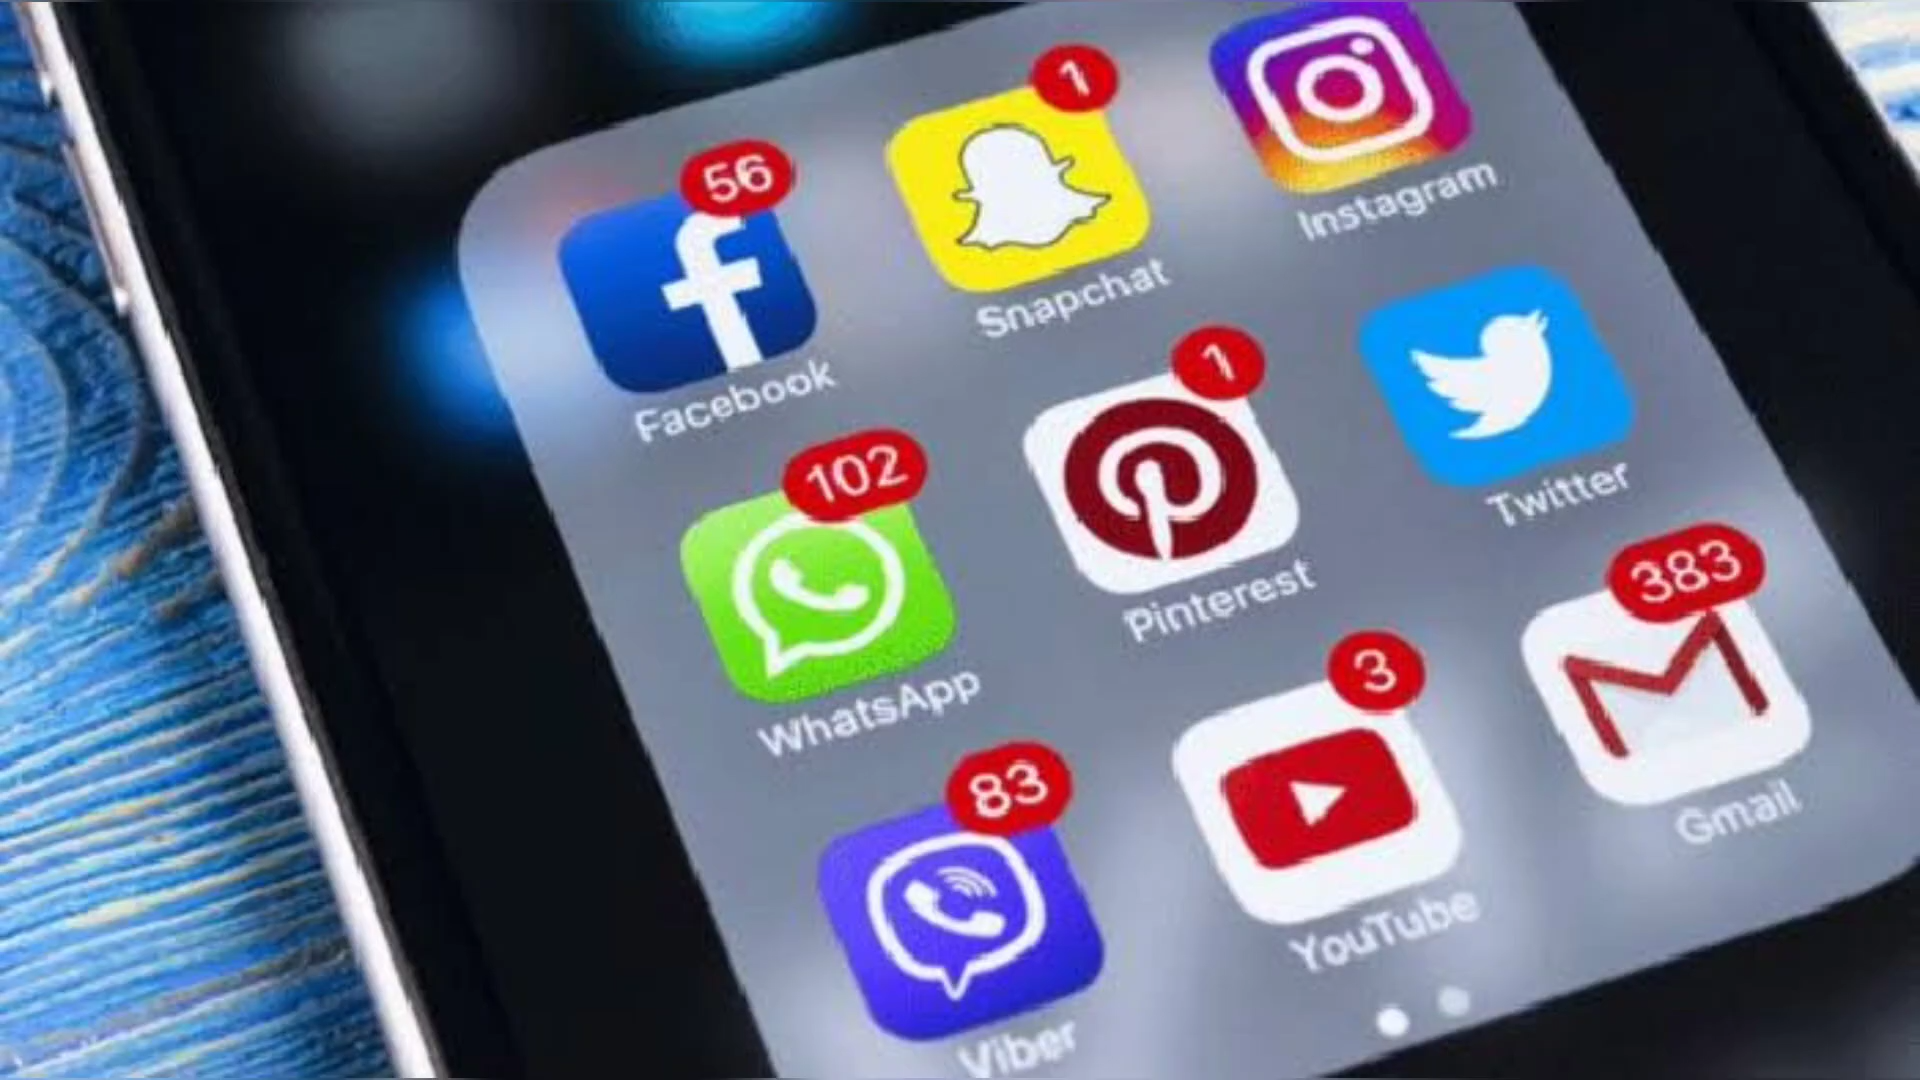 56
Facebook
1
Snapchat
Instagram
102
WhatsApp
1
Pinterest
Twitter
83
Viber
3
YouTube
383
Gmail